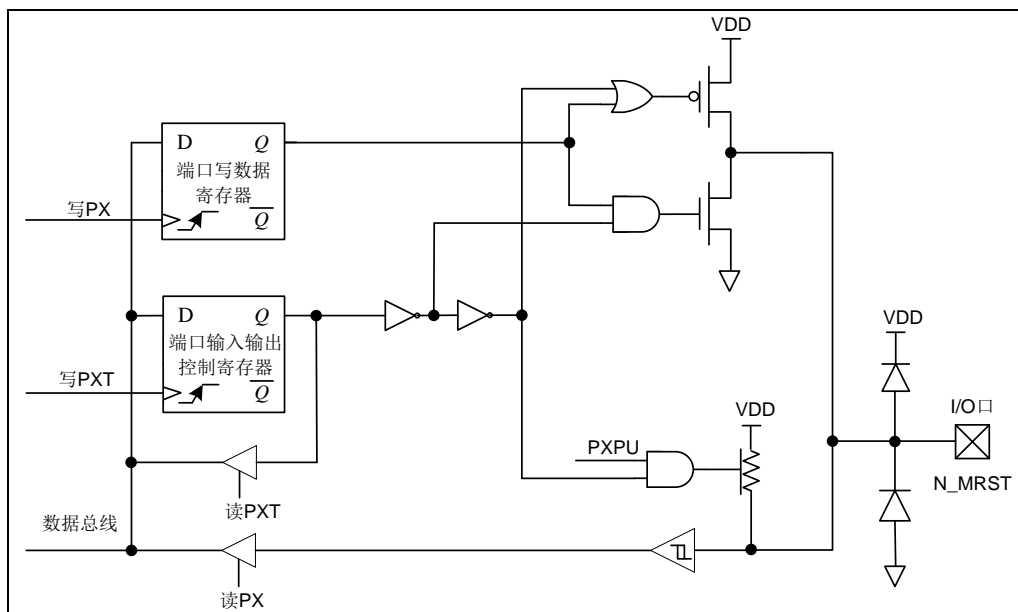 VDD
D Q
端口写数据
寄存器
Q
写PX
D Q
端口输入输出
控制寄存器
Q
写PXT
VDD
I/O口
N_MRST
VDD
PXPU
读PXT
数据总线
读PX